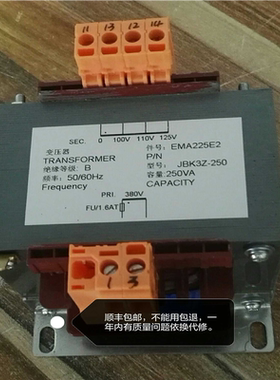 11 13 12 14
SEC. 0 100V 110V 125V
变压器
TRANSFORMER
绝缘等级: B
频率: 50/60Hz
Frequency
件号: EMA225E2
P/N
型号: JBK3Z-250
容量: 250VA
CAPACITY
PRI. 380V
FU/1.6AT
1 3
顺丰包邮，不能用包退，一
年内有质量问题依换代修。